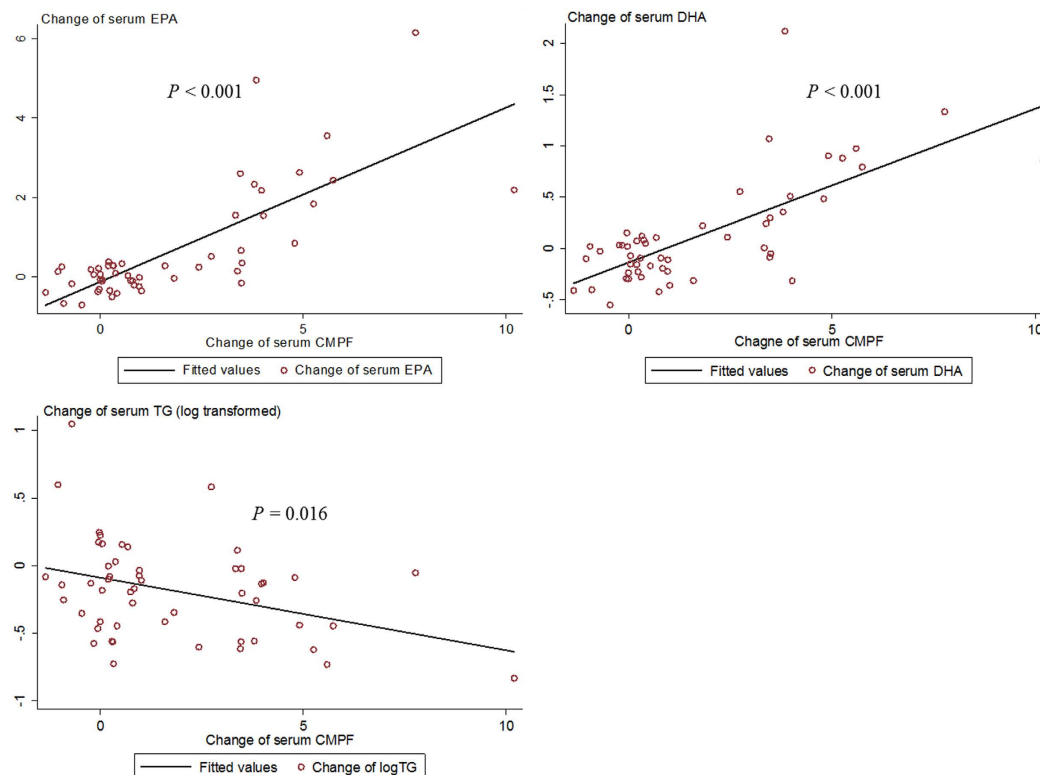 Change of serum EPA
6
4
2
0
P < 0.001
0 5 10
Change of serum CMPF
Fitted values Change of serum EPA
Change of serum DHA
2
1.5
1
.5
0
-.5
P < 0.001
0 5 10
Chagne of serum CMPF
Fitted values Change of serum DHA
Change of serum TG (log transformed)
1
.5
0
-.5
-1
P = 0.016
0 5 10
Change of serum CMPF
Fitted values Change of logTG